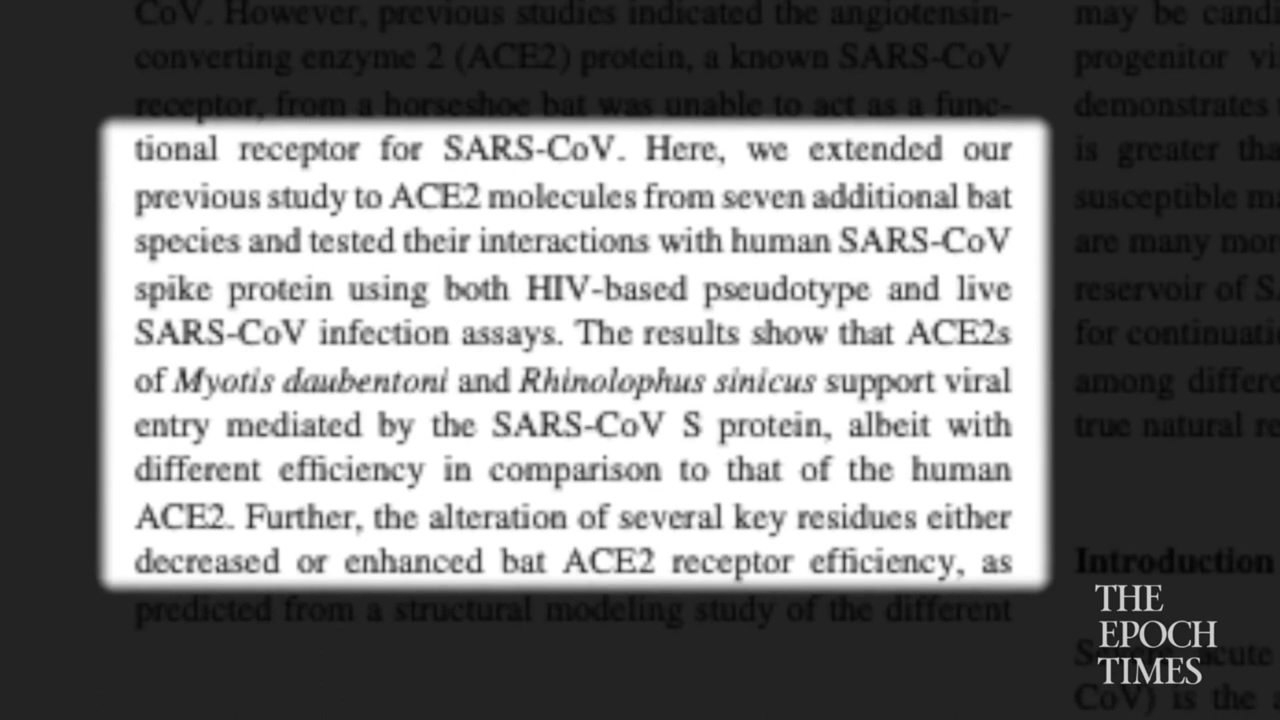 CoV. However, previous studies indicated the angiotensin-
converting enzyme 2 (ACE2) protein, a known SARS-CoV
receptor, from a horseshoe bat was unable to act as a func-
tional receptor for SARS-CoV. Here, we extended our
previous study to ACE2 molecules from seven additional bat
species and tested their interactions with human SARS-CoV
spike protein using both HIV-based pseudotype and live
SARS-CoV infection assays. The results show that ACE2s
of Myotis daubentoni and Rhinolophus sinicus support viral
entry mediated by the SARS-CoV S protein, albeit with
different efficiency in comparison to that of the human
ACE2. Further, the alteration of several key residues either
decreased or enhanced bat ACE2 receptor efficiency, as
predicted from a structural modeling study of the different
may be
progenitor
demonstrates
is greater
susceptible
are many
reservoir of
for
among
true natural
Introduction
acute
CoV) is the
THE
EPOCH
TIMES